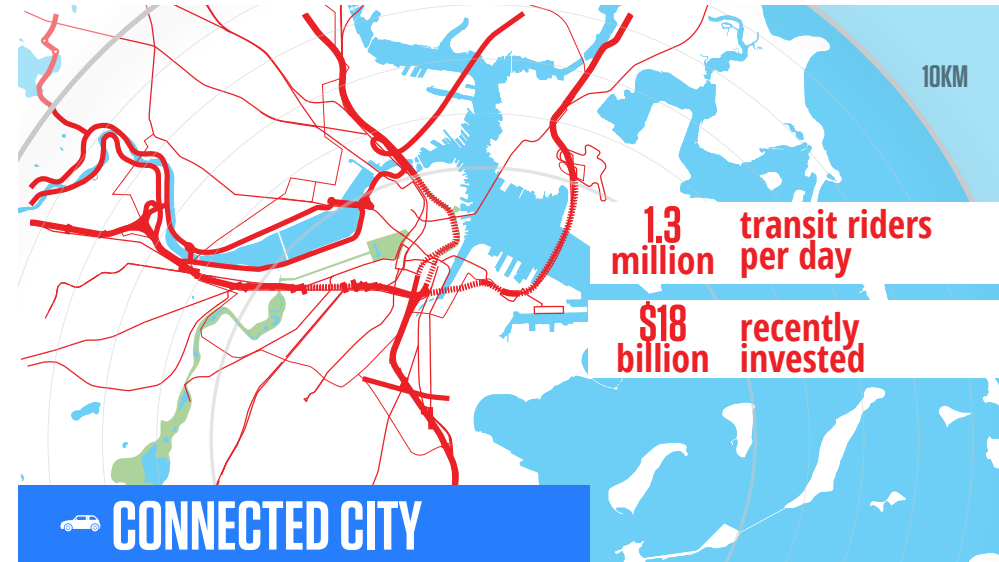 10KM
1.3
million
transit riders
per day
$18
billion
recently
invested
CONNECTED CITY